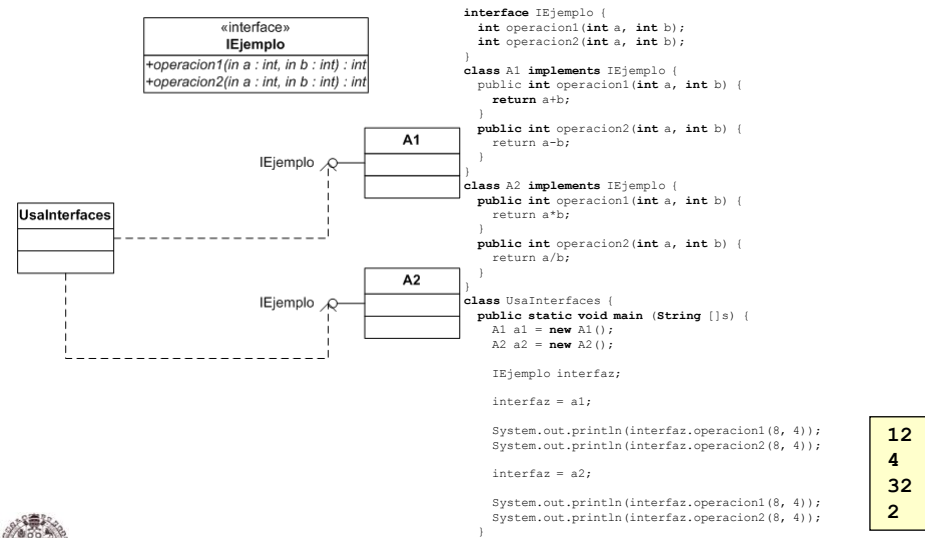 «interface»
IEjemplo
+operacion1(in a : int, in b : int) : int
+operacion2(in a : int, in b : int) : int
A1
IEjemplo
UsaInterfaces
A2
IEjemplo
interface IEjemplo {
int operacion1(int a, int b);
int operacion2(int a, int b);
}
class A1 implements IEjemplo {
public int operacion1(int a, int b) {
return a+b;
}
public int operacion2(int a, int b) {
return a-b;
}
}
class A2 implements IEjemplo {
public int operacion1(int a, int b) {
return a*b;
}
public int operacion2(int a, int b) {
return a/b;
}
}
class UsaInterfaces {
public static void main (String []s) {
A1 a1 = new A1();
A2 a2 = new A2();
IEjemplo interfaz;
interfaz = a1;
System.out.println(interfaz.operacion1(8, 4));
System.out.println(interfaz.operacion2(8, 4));
interfaz = a2;
System.out.println(interfaz.operacion1(8, 4));
System.out.println(interfaz.operacion2(8, 4));
}
12
4
32
2